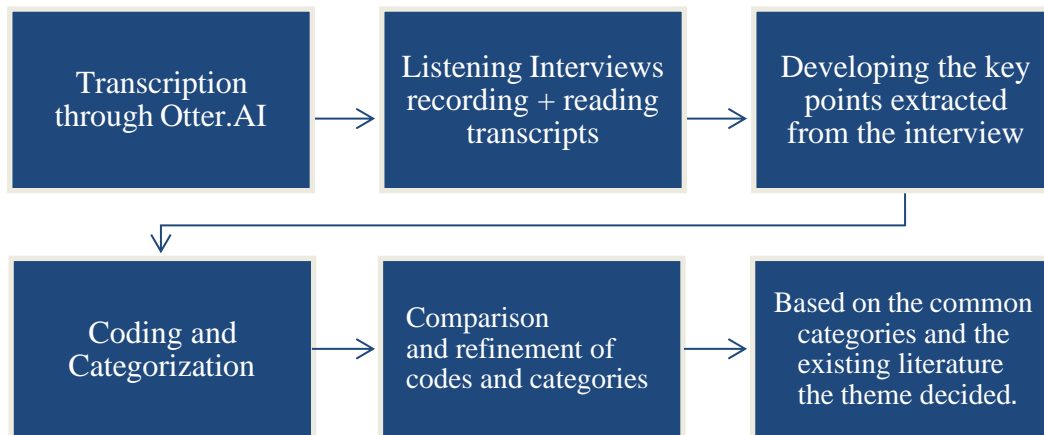 Transcription
through Otter.AI
Listening Interviews
recording + reading
transcripts
Developing the key
points extracted
from the interview
Coding and
Categorization
Comparison
and refinement of
codes and categories
Based on the common
categories and the
existing literature
the theme decided.